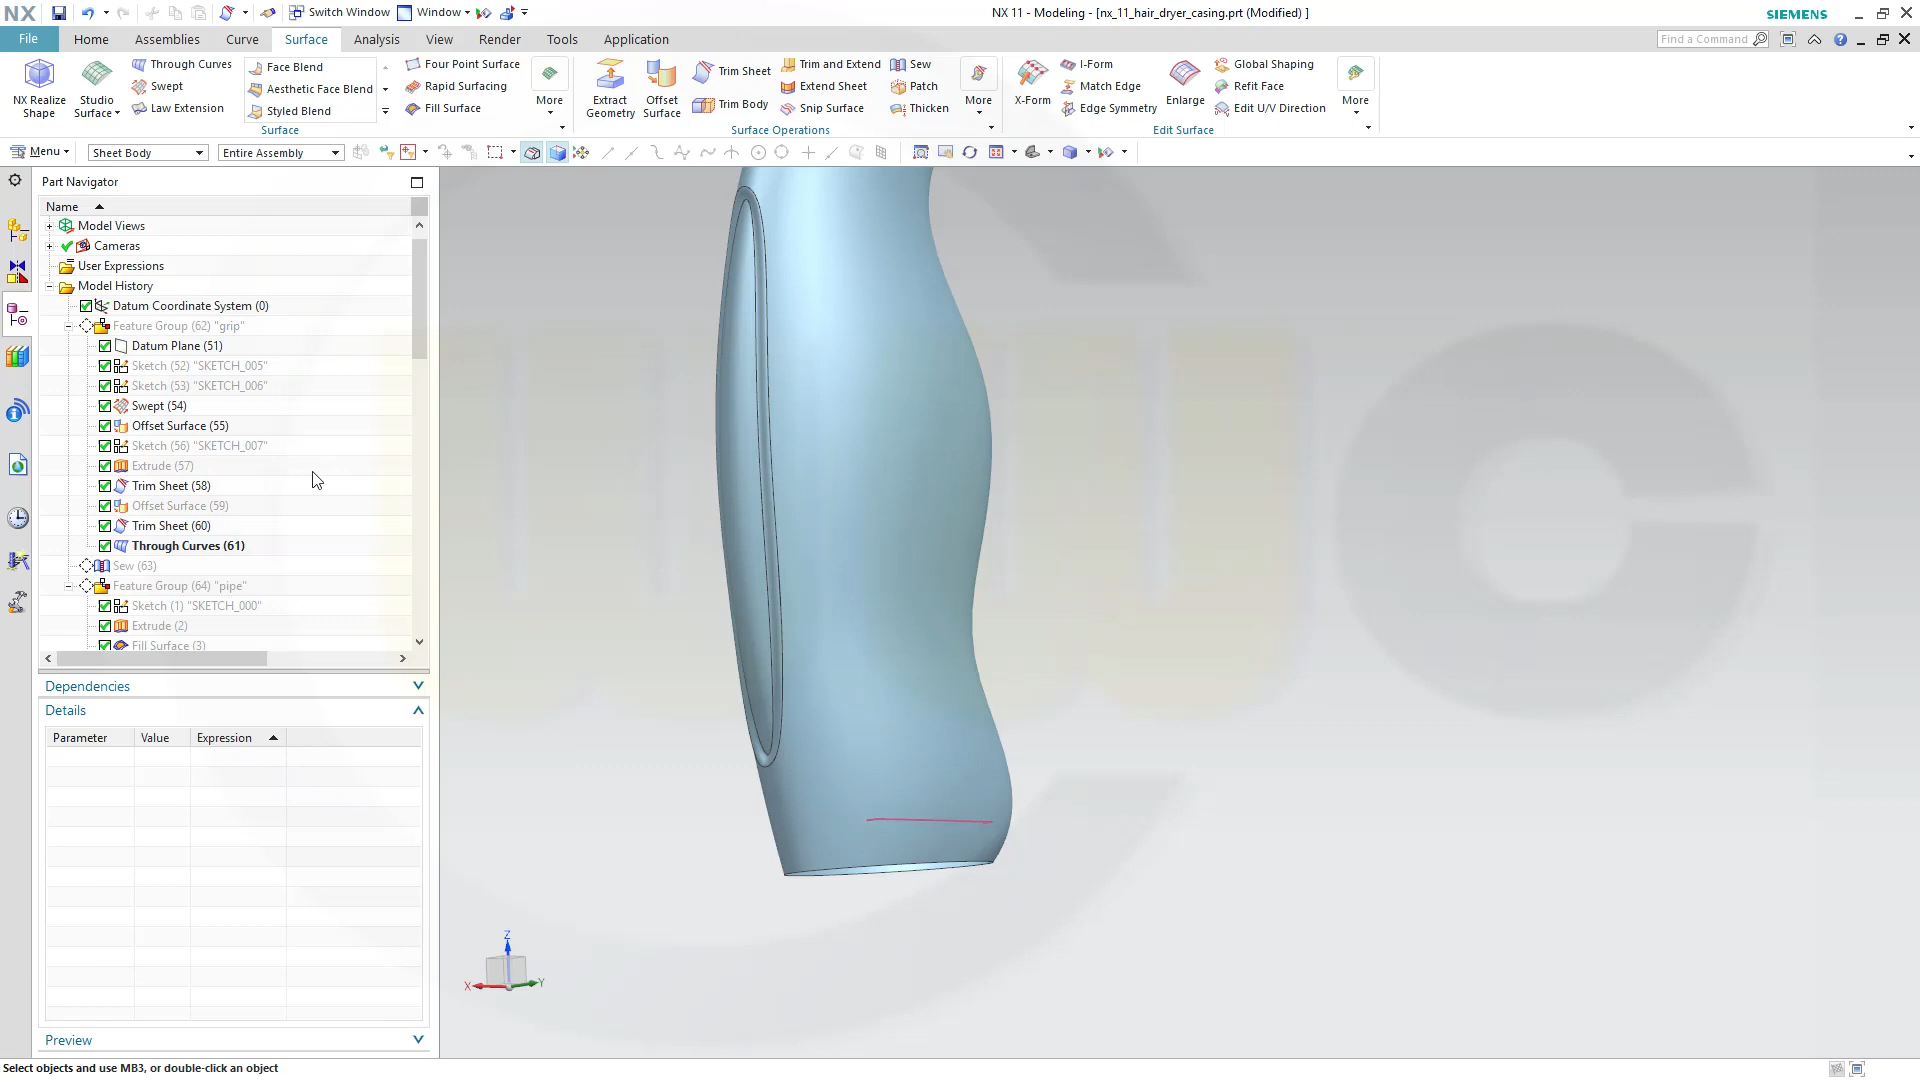 NX
Switch Window
Window
NX 11 - Modeling - [nx_11_hair_dryer_casing.prt (Modified) ]
SIEMENS
File
Home
Assemblies
Curve
Surface
Analysis
View
Render
Tools
Application
Find a Command
NX Realize Shape
Studio Surface
Through Curves
Swept
Law Extension
Face Blend
Aesthetic Face Blend
Styled Blend
Four Point Surface
Rapid Surfacing
Fill Surface
More
Surface
Extract Geometry
Offset Surface
Trim Sheet
Trim Body
Trim and Extend
Extend Sheet
Snip Surface
Sew
Patch
Thicken
More
Surface Operations
X-Form
I-Form
Match Edge
Edge Symmetry
Enlarge
Global Shaping
Refit Face
Edit U/V Direction
More
Edit Surface
Menu
Sheet Body
Entire Assembly
Part Navigator
Name
Model Views
Cameras
User Expressions
Model History
Datum Coordinate System (0)
Feature Group (62) "grip"
Datum Plane (51)
Sketch (52) "SKETCH_005"
Sketch (53) "SKETCH_006"
Swept (54)
Offset Surface (55)
Sketch (56) "SKETCH_007"
Extrude (57)
Trim Sheet (58)
Offset Surface (59)
Trim Sheet (60)
Through Curves (61)
Sew (63)
Feature Group (64) "pipe"
Sketch (1) "SKETCH_000"
Extrude (2)
Fill Surface (3)
Dependencies
Details
Parameter
Value
Expression
Preview
Z
X
Y
Select objects and use MB3, or double-click an object